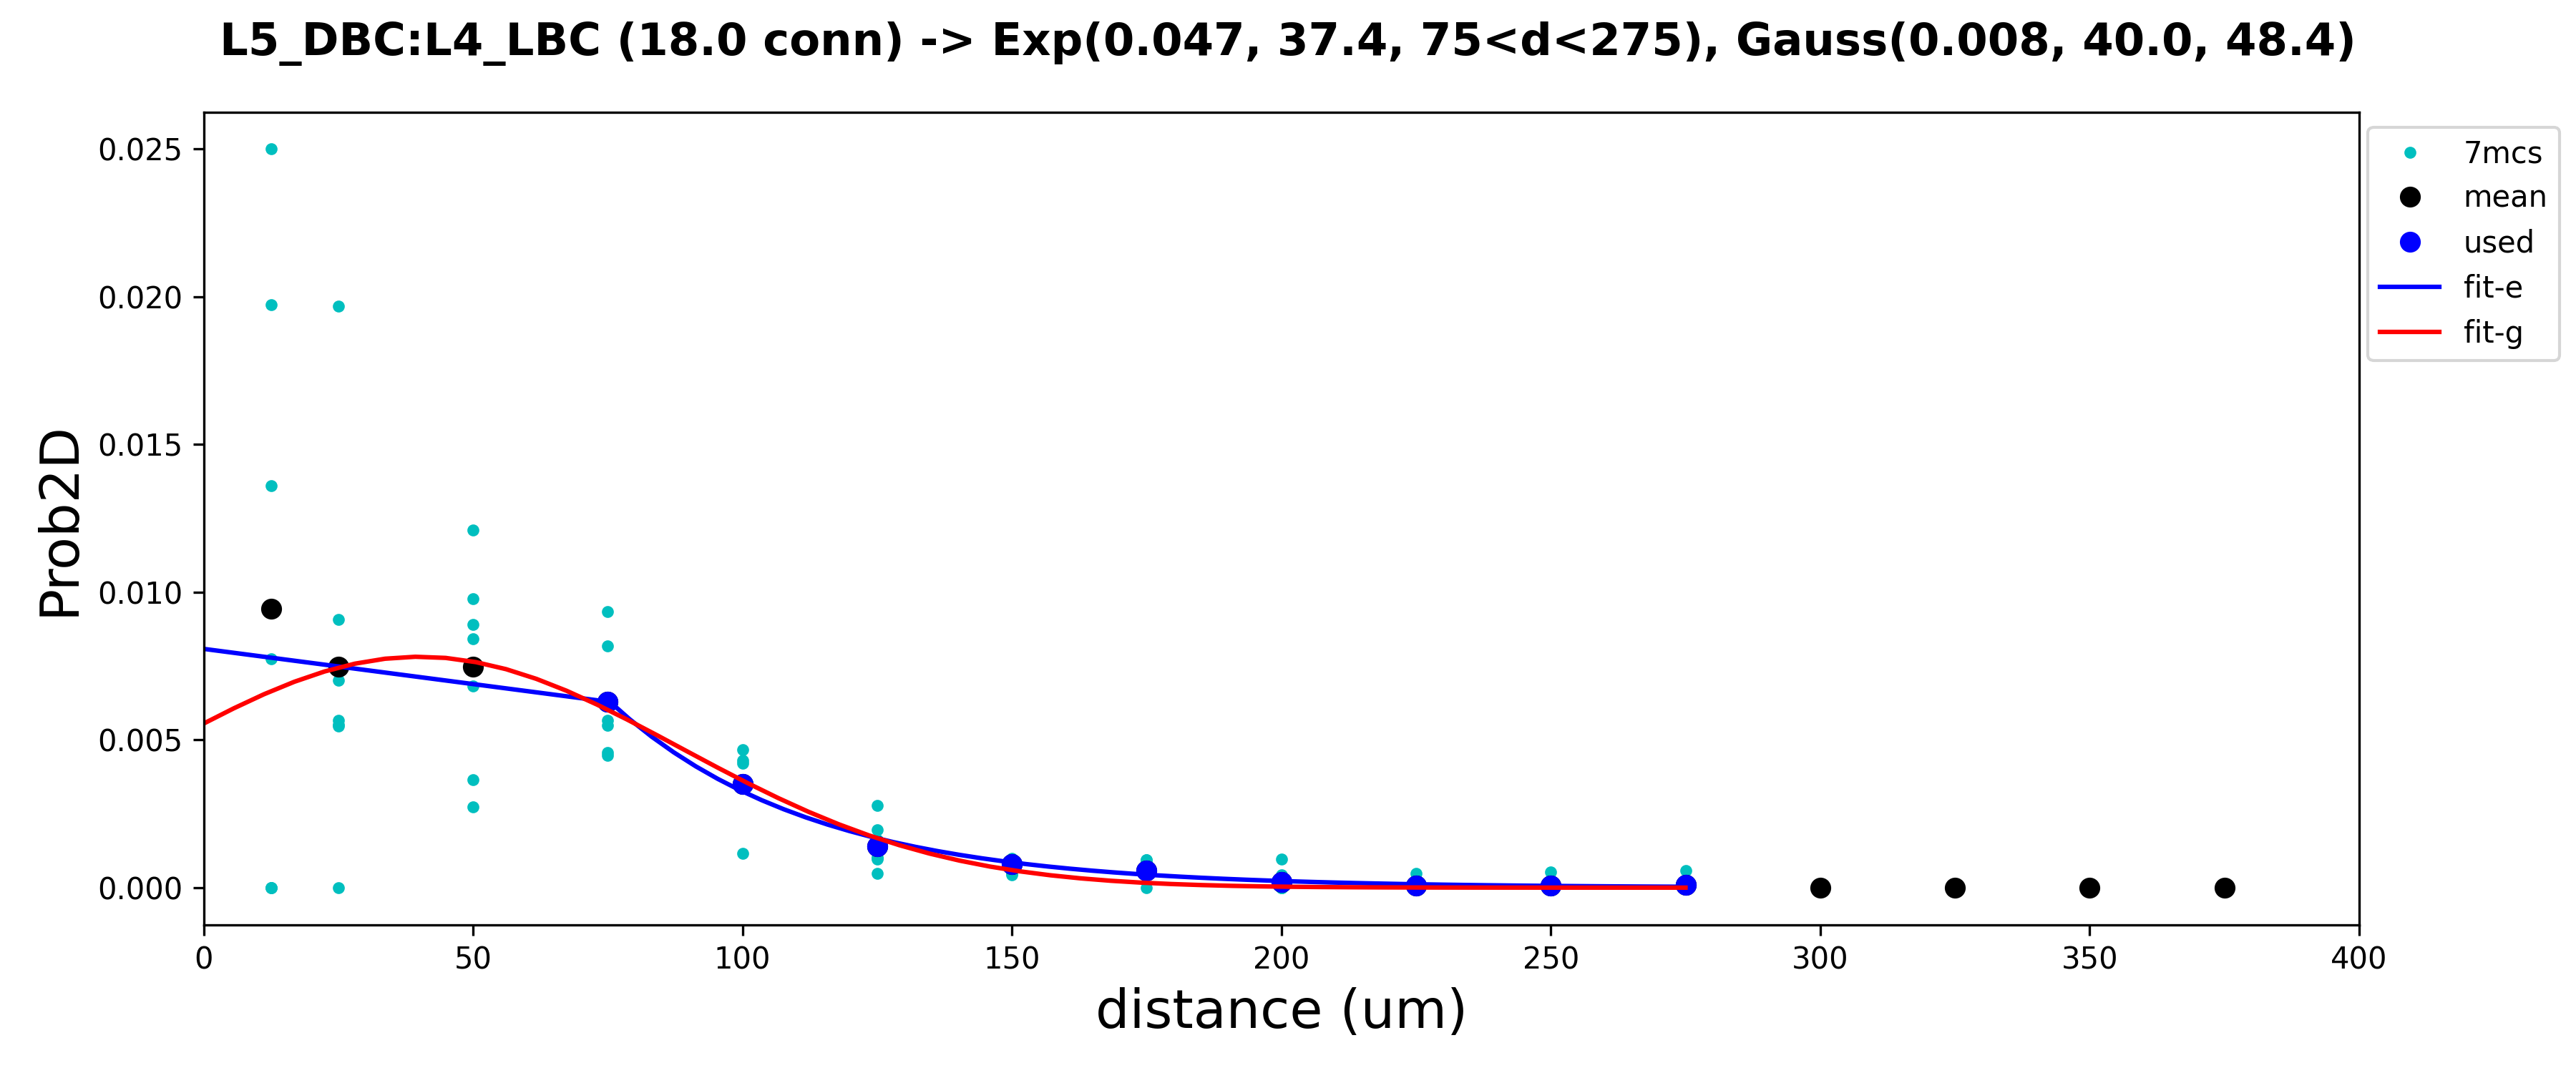 L5_DBC:L4_LBC (18.0 conn) -> Exp(0.047, 37.4, 75<d<275), Gauss(0.008, 40.0, 48.4)
0.025
0.020
0.015
0.010
0.005
0.000
Prob2D
0 50 100 150 200 250 300 350 400
distance (um)
7mcs
mean
used
fit-e
fit-g